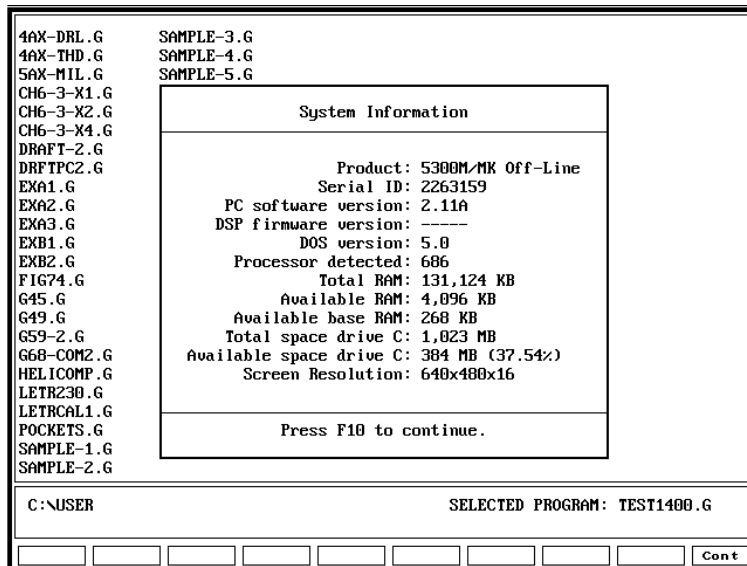 4AX-DRL.G
4AX-THD.G
5AX-MIL.G
CH6-3-X1.G
CH6-3-X2.G
CH6-3-X4.G
DRAFT-2.G
DRFTPC2.G
EXA1.G
EXA2.G
EXA3.G
EXB1.G
EXB2.G
FIG74.G
G45.G
G49.G
G59-2.G
G68-COM2.G
HELICOMP.G
LETR230.G
LETRCAL1.G
POCKETS.G
SAMPLE-1.G
SAMPLE-2.G
SAMPLE-3.G
SAMPLE-4.G
SAMPLE-5.G
System Information
Product: 5300M/MK Off-Line
Serial ID: 2263159
PC software version: 2.11A
DSP firmware version: -----
DOS version: 5.0
Processor detected: 686
Total RAM: 131,124 KB
Available RAM: 4,096 KB
Available base RAM: 268 KB
Total space drive C: 1,023 MB
Available space drive C: 384 MB (37.54%)
Screen Resolution: 640x480x16
Press F10 to continue.
C:\USER
SELECTED PROGRAM: TEST1400.G
Cont